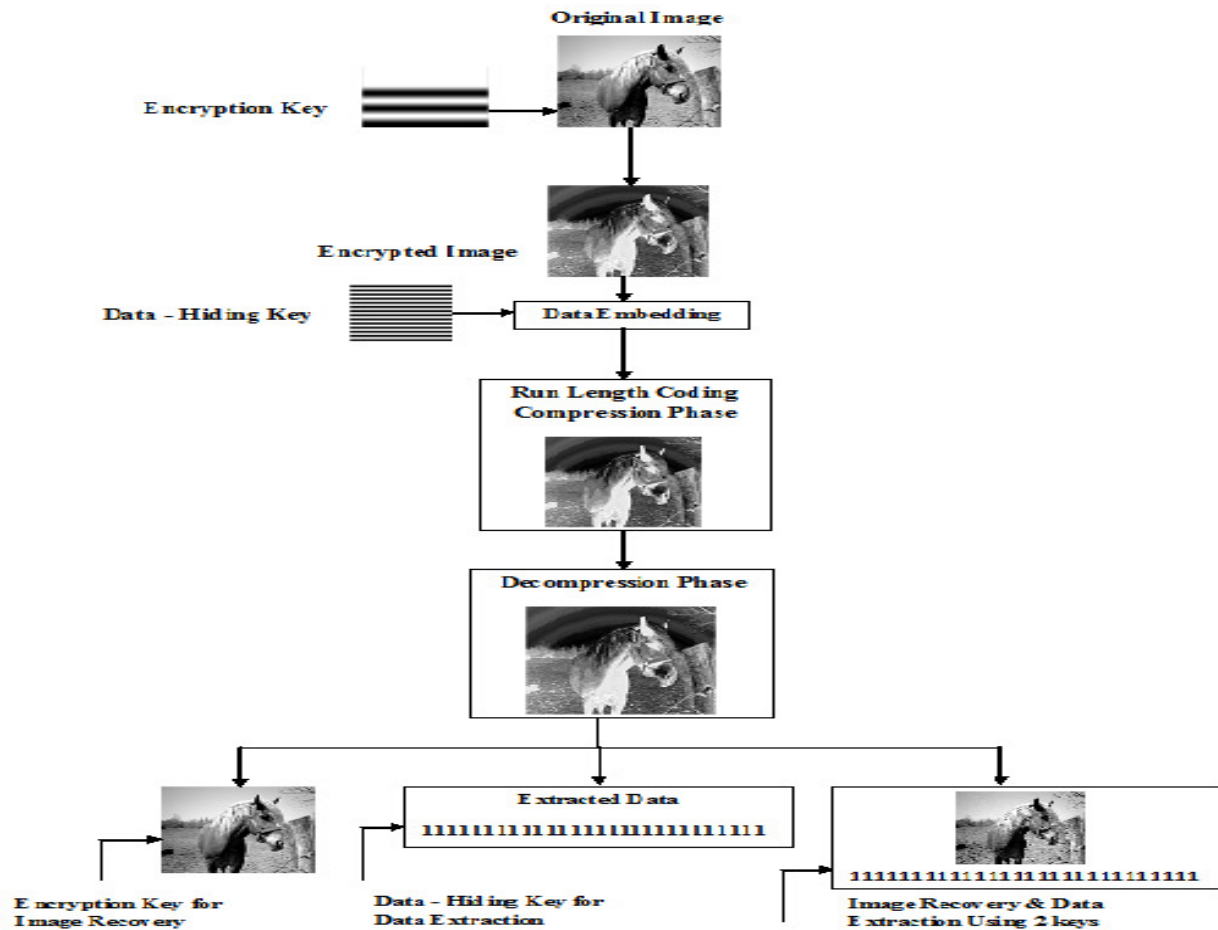 Original Image
Encryption Key
Encrypted Image
Data - Hiding Key
Data Embedding
Run Length Coding
Compression Phase
Decompression Phase
Extracted Data
1111111111111111111111111111
11111111111111111111111111111
Encryption Key for
Image Recovery
Data - Hiding Key for
Data Extraction
Image Recovery & Data
Extraction Using 2 keys